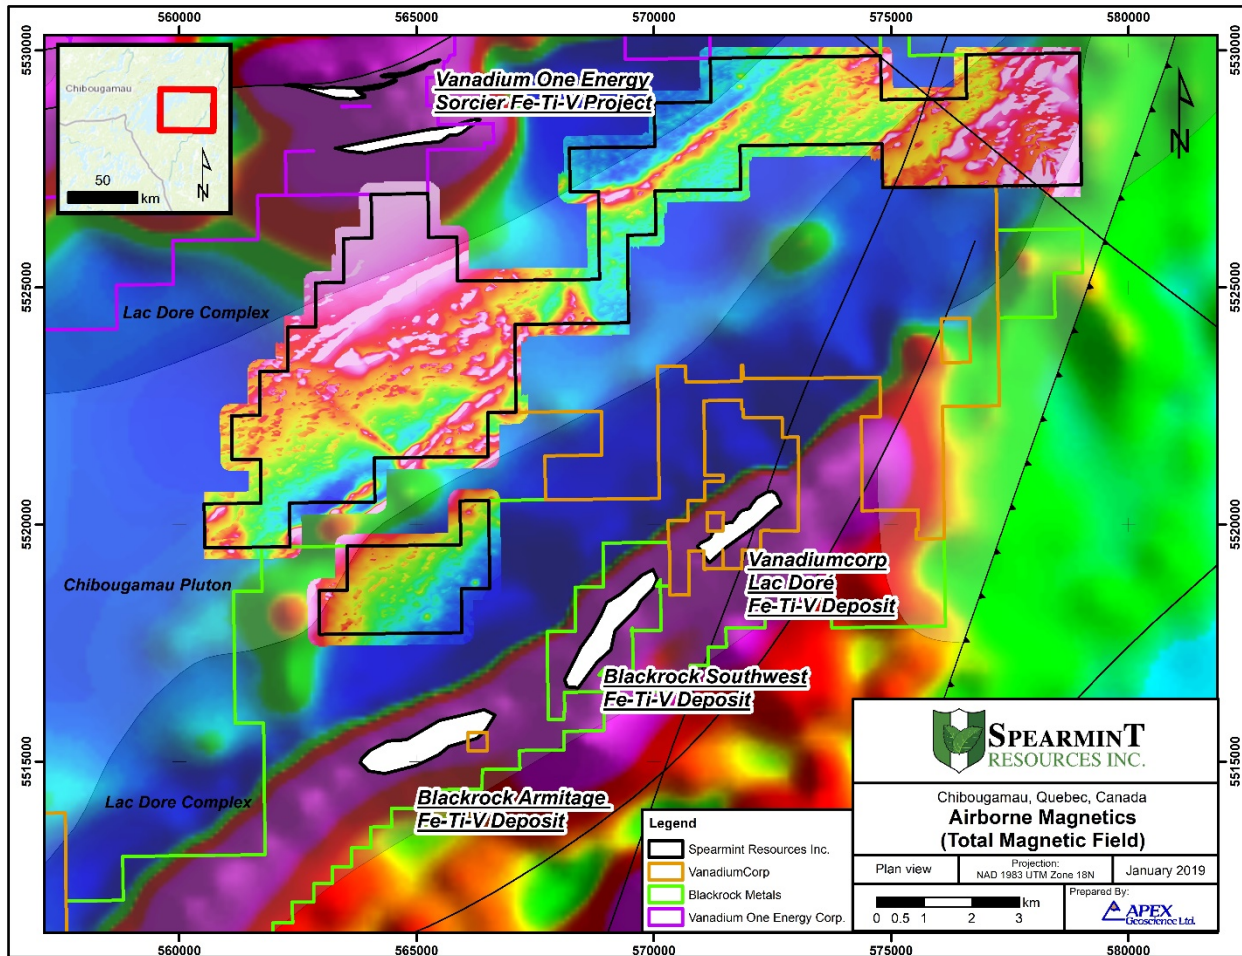 560000
565000
570000
575000
580000
5530000
5530000
Chibougamau
50
km
N
Vanadium One Energy
Sorcier Fe-Ti-V Project
N
5525000
5525000
Lac Dore Complex
5520000
5520000
Chibougamau Pluton
Vanadiumcorp
Lac Doré
Fe-Ti-V Deposit
Blackrock Southwest
Fe-Ti-V Deposit
5515000
5515000
Lac Dore Complex
Blackrock Armitage
Fe-Ti-V Deposit
Legend
Spearmint Resources Inc.
VanadiumCorp
Blackrock Metals
Vanadium One Energy Corp.
SPEARMINT
RESOURCES INC.
Chibougamau, Quebec, Canada
Airborne Magnetics
(Total Magnetic Field)
Plan view
Projection:
NAD 1983 UTM Zone 18N
January 2019
0 0.5 1 2 3 km
Prepared By:
APEX
Geoscience Ltd.
560000
565000
570000
575000
580000